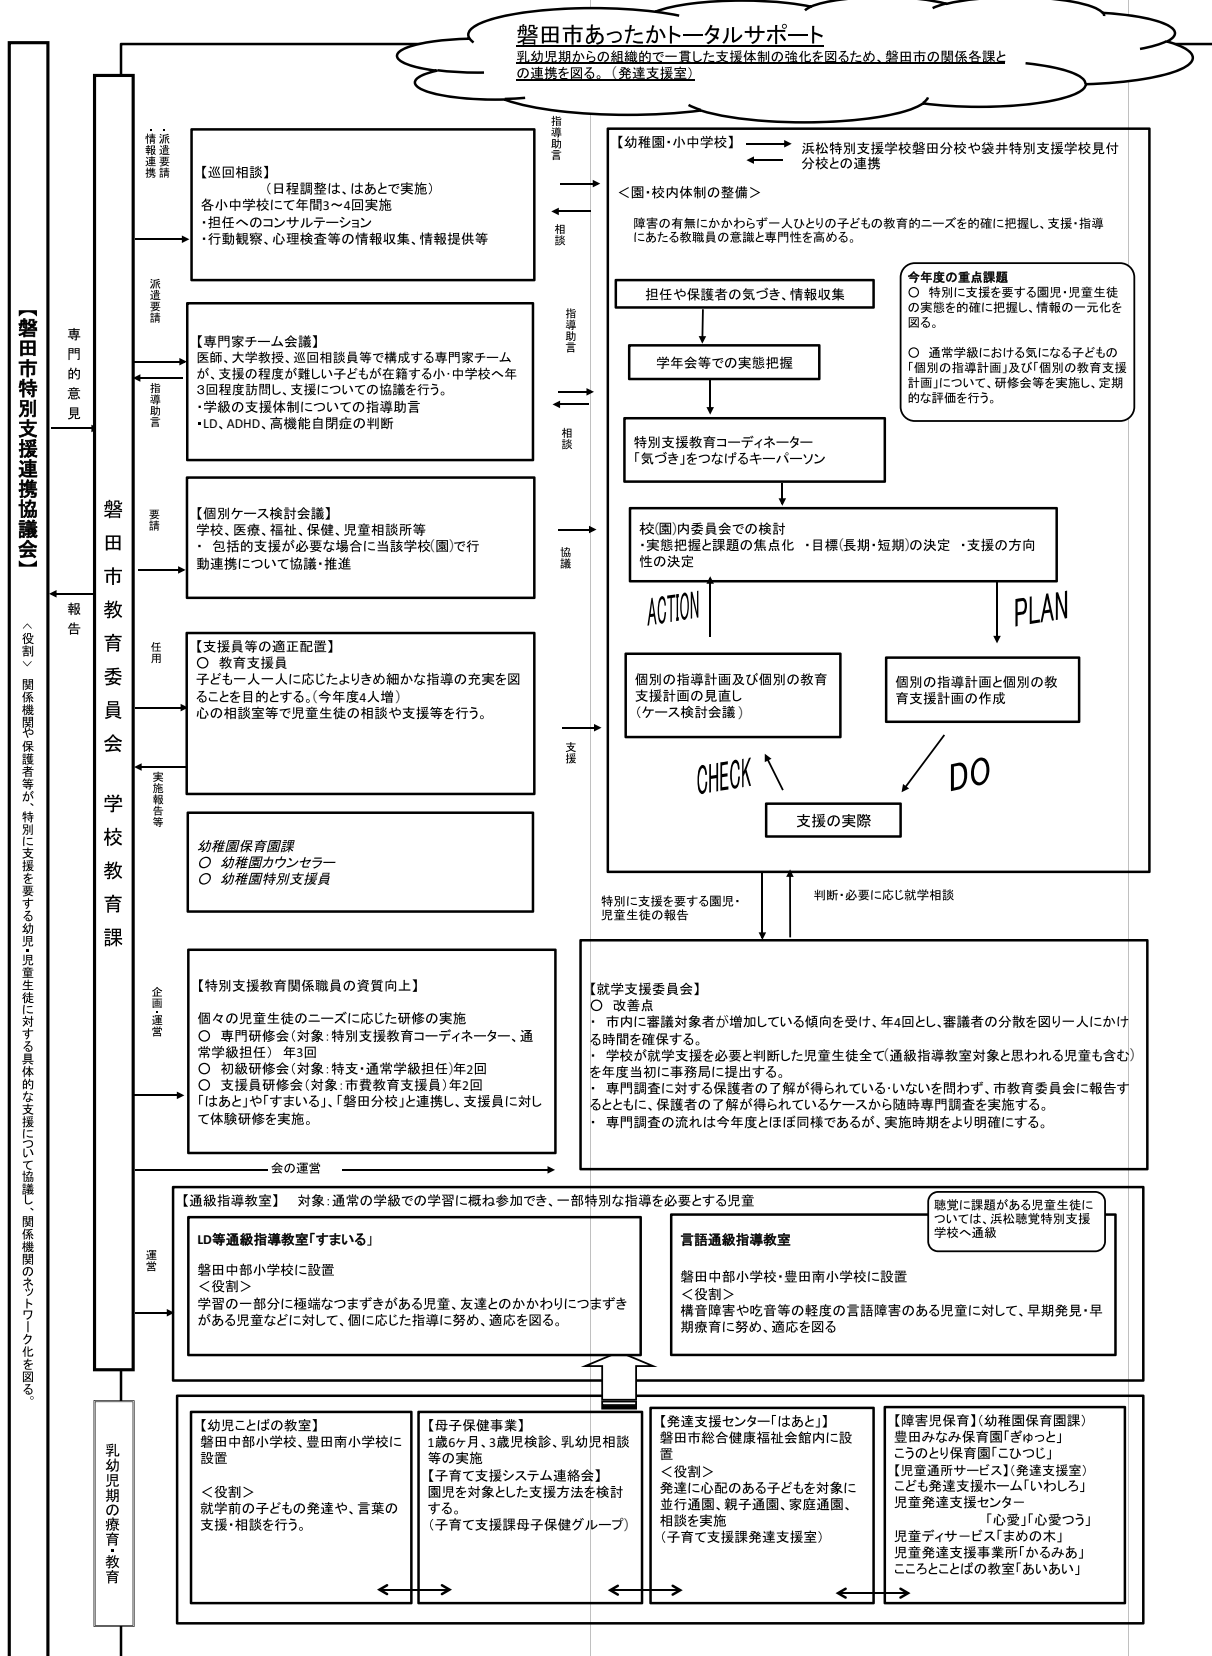 磐田市あったかトータルサポート
乳幼児期からの組織的で一貫した支援体制の強化を図るため、磐田市の関係各課と
の連携を図る。（発達支援室）
【磐田市特別支援連携協議会】
＜役割＞ 関係機関や保護者等が、特別に支援を要する幼児・児童生徒に対する具体的な支援について協議し、関係機関のネットワーク化を図る。
専門的意見
報告
磐田市教育委員会 学校教育課
乳幼児期の療育・教育
・派遣要請
・情報連携
派遣要請
指導助言
要請
任用
実施報告等
企画・運営
運営
【巡回相談】
（日程調整は、はあとで実施）
各小中学校にて年間3～4回実施
・担任へのコンサルテーション
・行動観察、心理検査等の情報収集、情報提供等
【専門家チーム会議】
医師、大学教授、巡回相談員等で構成する専門家チーム
が、支援の程度が難しい子どもが在籍する小・中学校へ年
3回程度訪問し、支援についての協議を行う。
・学級の支援体制についての指導助言
・LD、ADHD、高機能自閉症の判断
【個別ケース検討会議】
学校、医療、福祉、保健、児童相談所等
・ 包括的支援が必要な場合に当該学校(園)で行
動連携について協議・推進
【支援員等の適正配置】
〇 教育支援員
子ども一人一人に応じたよりきめ細かな指導の充実を図
ることを目的とする。（今年度4人増）
心の相談室等で児童生徒の相談や支援等を行う。
幼稚園保育園課
〇 幼稚園カウンセラー
〇 幼稚園特別支援員
【特別支援教育関係職員の資質向上】
個々の児童生徒のニーズに応じた研修の実施
〇 専門研修会（対象：特別支援教育コーディネーター、通
常学級担任） 年3回
〇 初級研修会（対象：特支・通常学級担任）年2回
〇 支援員研修会（対象：市費教育支援員）年2回
「はあと」や「すまいる」、「磐田分校」と連携し、支援員に対し
て体験研修を実施。
会の運営
指導助言
相談
指導助言
相談
協議
支援
【幼稚園・小中学校】
浜松特別支援学校磐田分校や袋井特別支援学校見付
分校との連携
＜園・校内体制の整備＞
障害の有無にかかわらず一人ひとりの子どもの教育的ニーズを的確に把握し、支援・指導
にあたる教職員の意識と専門性を高める。
今年度の重点課題
〇 特別に支援を要する園児・児童生徒
の実態を的確に把握し、情報の一元化を
図る。
〇 通常学級における気になる子どもの
「個別の指導計画」及び「個別の教育支援
計画」について、研修会等を実施し、定期
的な評価を行う。
担任や保護者の気づき、情報収集
学年会等での実態把握
特別支援教育コーディネーター
「気づき」をつなげるキーパーソン
校(園)内委員会での検討
・実態把握と課題の焦点化 ・目標（長期・短期）の決定 ・支援の方向
性の決定
ACTION
PLAN
個別の指導計画及び個別の教育
支援計画の見直し
（ケース検討会議）
個別の指導計画と個別の教
育支援計画の作成
CHECK
DO
支援の実際
特別に支援を要する園児・
児童生徒の報告
判断・必要に応じ就学相談
【就学支援委員会】
〇 改善点
・ 市内に審議対象者が増加している傾向を受け、年4回とし、審議者の分散を図り一人にかけ
る時間を確保する。
・ 学校が就学支援を必要と判断した児童生徒全て（通級指導教室対象と思われる児童も含む）
を年度当初に事務局に提出する。
・ 専門調査に対する保護者の了解が得られている・いないを問わず、市教育委員会に報告す
るとともに、保護者の了解が得られているケースから随時専門調査を実施する。
・ 専門調査の流れは今年度とほぼ同様であるが、実施時期をより明確にする。
【通級指導教室】 対象：通常の学級での学習に概ね参加でき、一部特別な指導を必要とする児童
聴覚に課題がある児童生徒に
ついては、浜松聴覚特別支援
学校へ通級
LD等通級指導教室「すまいる」
磐田中部小学校に設置
＜役割＞
学習の一部分に極端なつまずきがある児童、友達とのかかわりにつまずき
がある児童などに対して、個に応じた指導に努め、適応を図る。
言語通級指導教室
磐田中部小学校・豊田南小学校に設置
＜役割＞
構音障害や吃音等の軽度の言語障害のある児童に対して、早期発見・早
期療育に努め、適応を図る
【幼児ことばの教室】
磐田中部小学校、豊田南小学校に
設置
＜役割＞
就学前の子どもの発達や、言葉の
支援・相談を行う。
【母子保健事業】
1歳6ヶ月、3歳児検診、乳幼児相談
等の実施
【子育て支援システム連絡会】
園児を対象とした支援方法を検討
する。
（子育て支援課母子保健グループ）
【発達支援センター「はあと」】
磐田市総合健康福祉会館内に設
置
＜役割＞
発達に心配のある子どもを対象に
並行通園、親子通園、家庭通園、
相談を実施
（子育て支援課発達支援室）
【障害児保育】（幼稚園保育園課）
豊田みなみ保育園「ぎゅっと」
こうのとり保育園「こひつじ」
【児童通所サービス】（発達支援室）
こども発達支援ホーム「いわしろ」
児童発達支援センター
「心愛」「心愛つう」
児童ディサービス「まめの木」
児童発達支援事業所「かるみあ」
こころとことばの教室「あいあい」